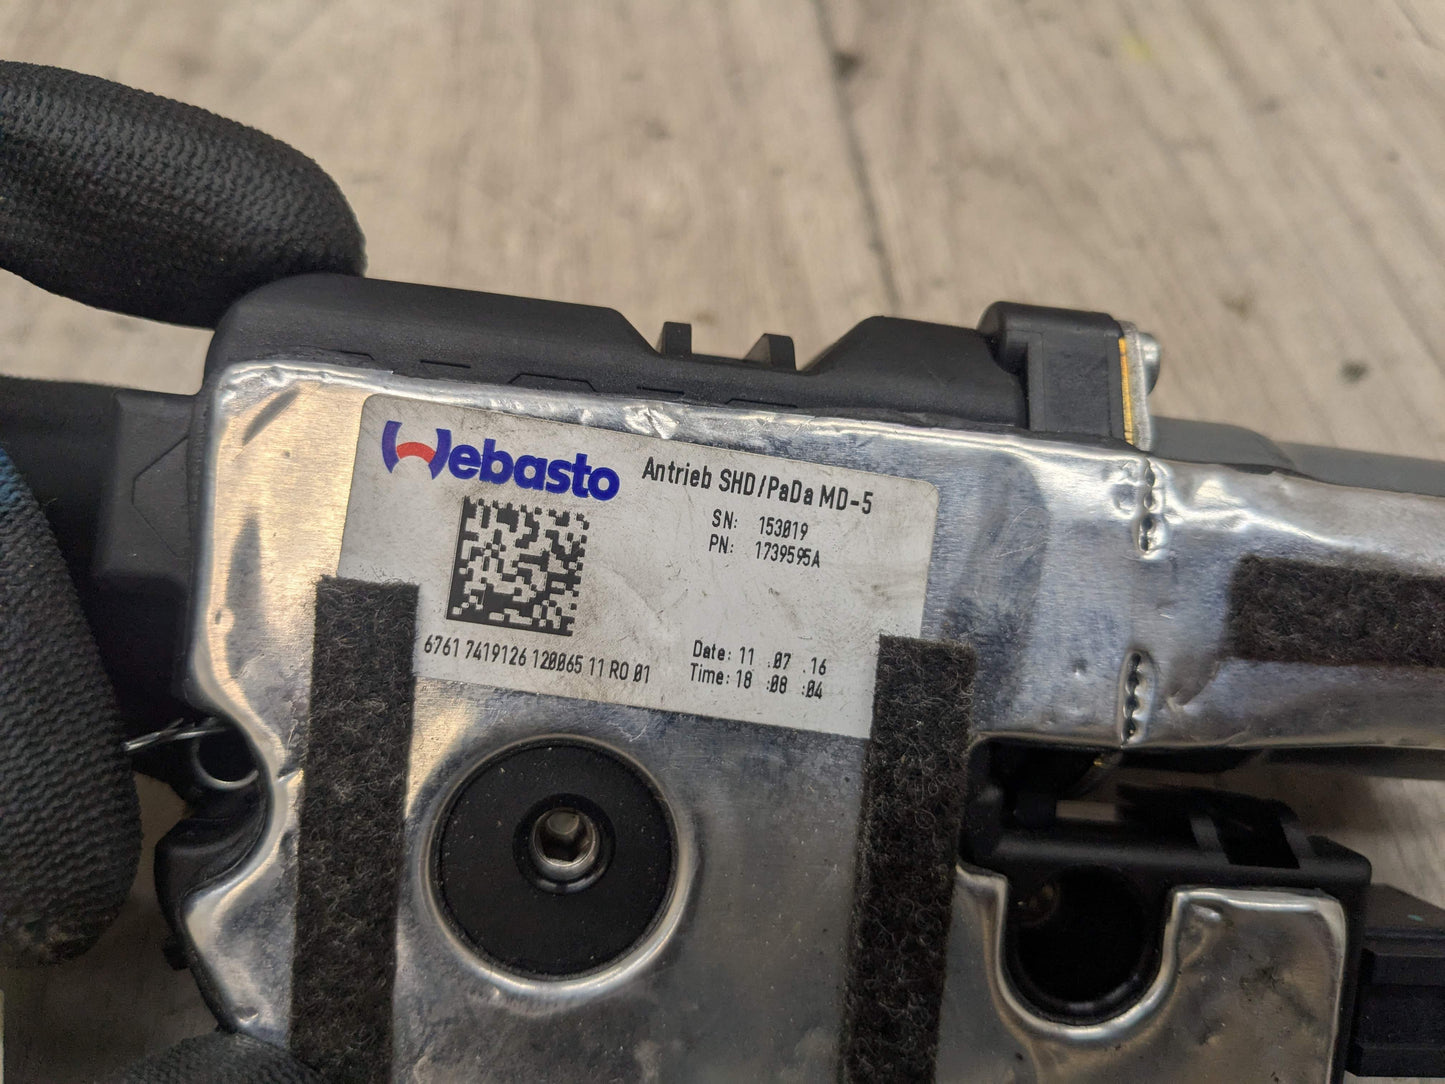 Webasto
Antrieb SHD/PaDa MD-5
SN: 153019
PN: 1739595A
6761 7419126 120065 11 R0 01
Date: 11 .07 .16
Time: 18 :08 :04